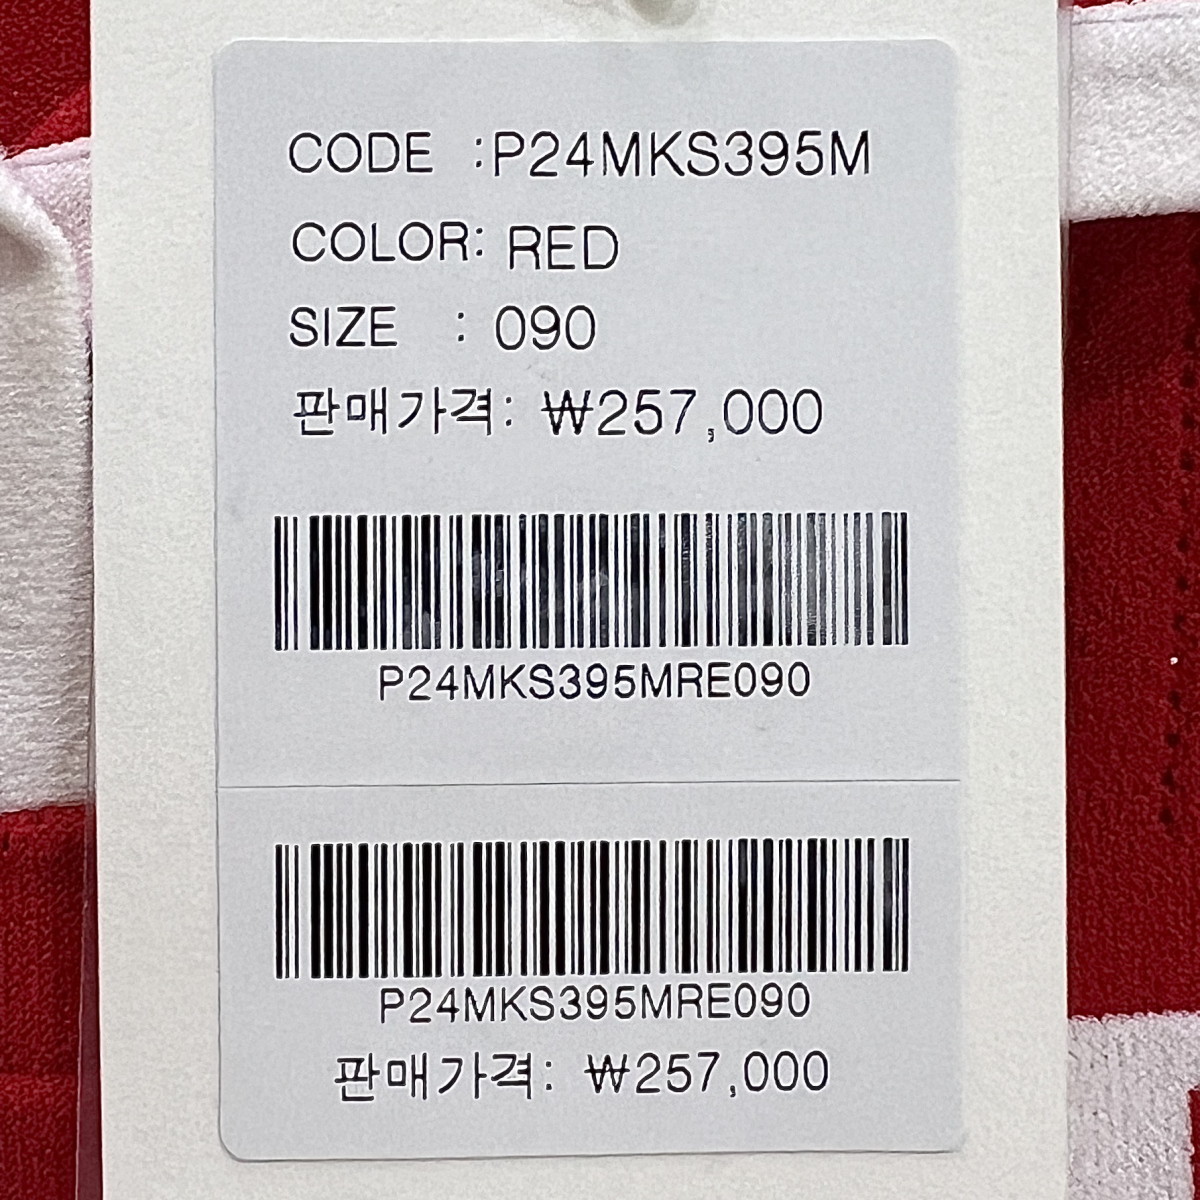 CODE :P24MKS395M
COLOR: RED
SIZE : 090
판매가격: ₩257,000
P24MKS395MRE090
P24MKS395MRE090
판매가격: ₩257,000